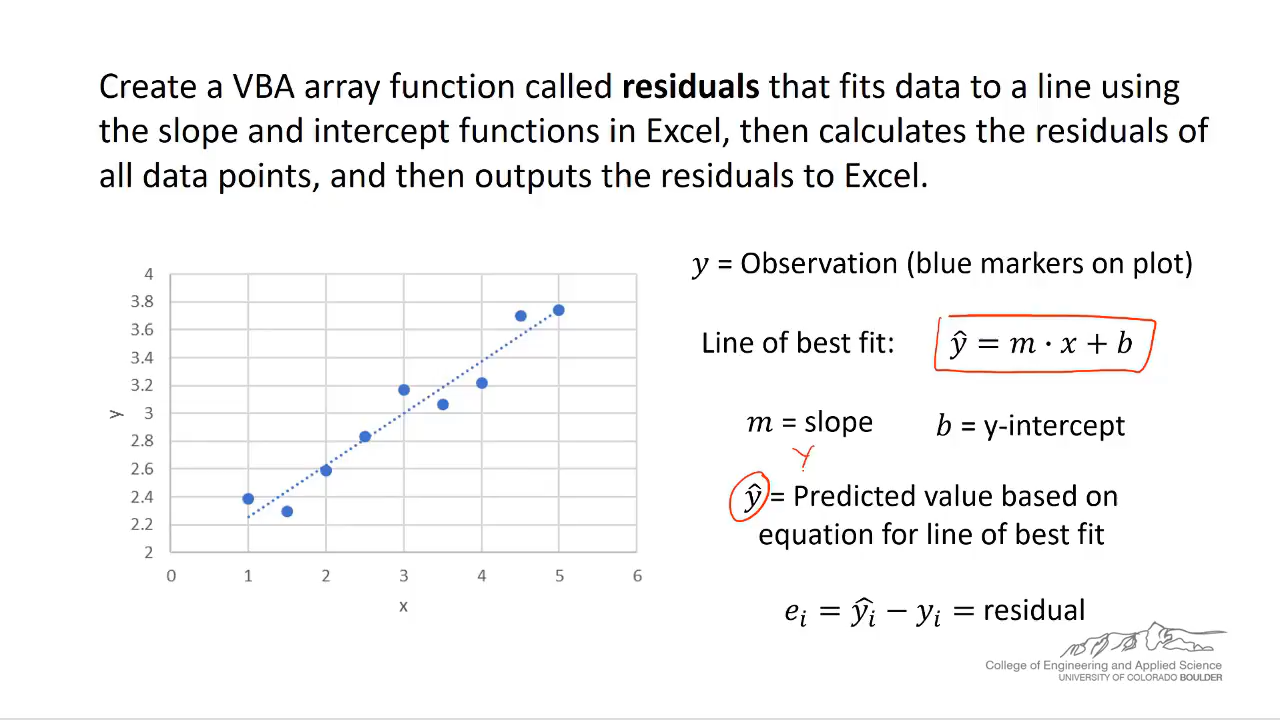 Create a VBA array function called residuals that fits data to a line using
the slope and intercept functions in Excel, then calculates the residuals of
all data points, and then outputs the residuals to Excel.
4
3.8
3.6
3.4
3.2
3
2.8
2.6
2.4
2.2
2
y
0 1 2 3 4 5 6
x
y = Observation (blue markers on plot)
Line of best fit: ŷ = m · x + b
m = slope b = y-intercept
Y
ŷ = Predicted value based on
equation for line of best fit
eᵢ = ŷᵢ − yᵢ = residual
College of Engineering and Applied Science
UNIVERSITY OF COLORADO BOULDER